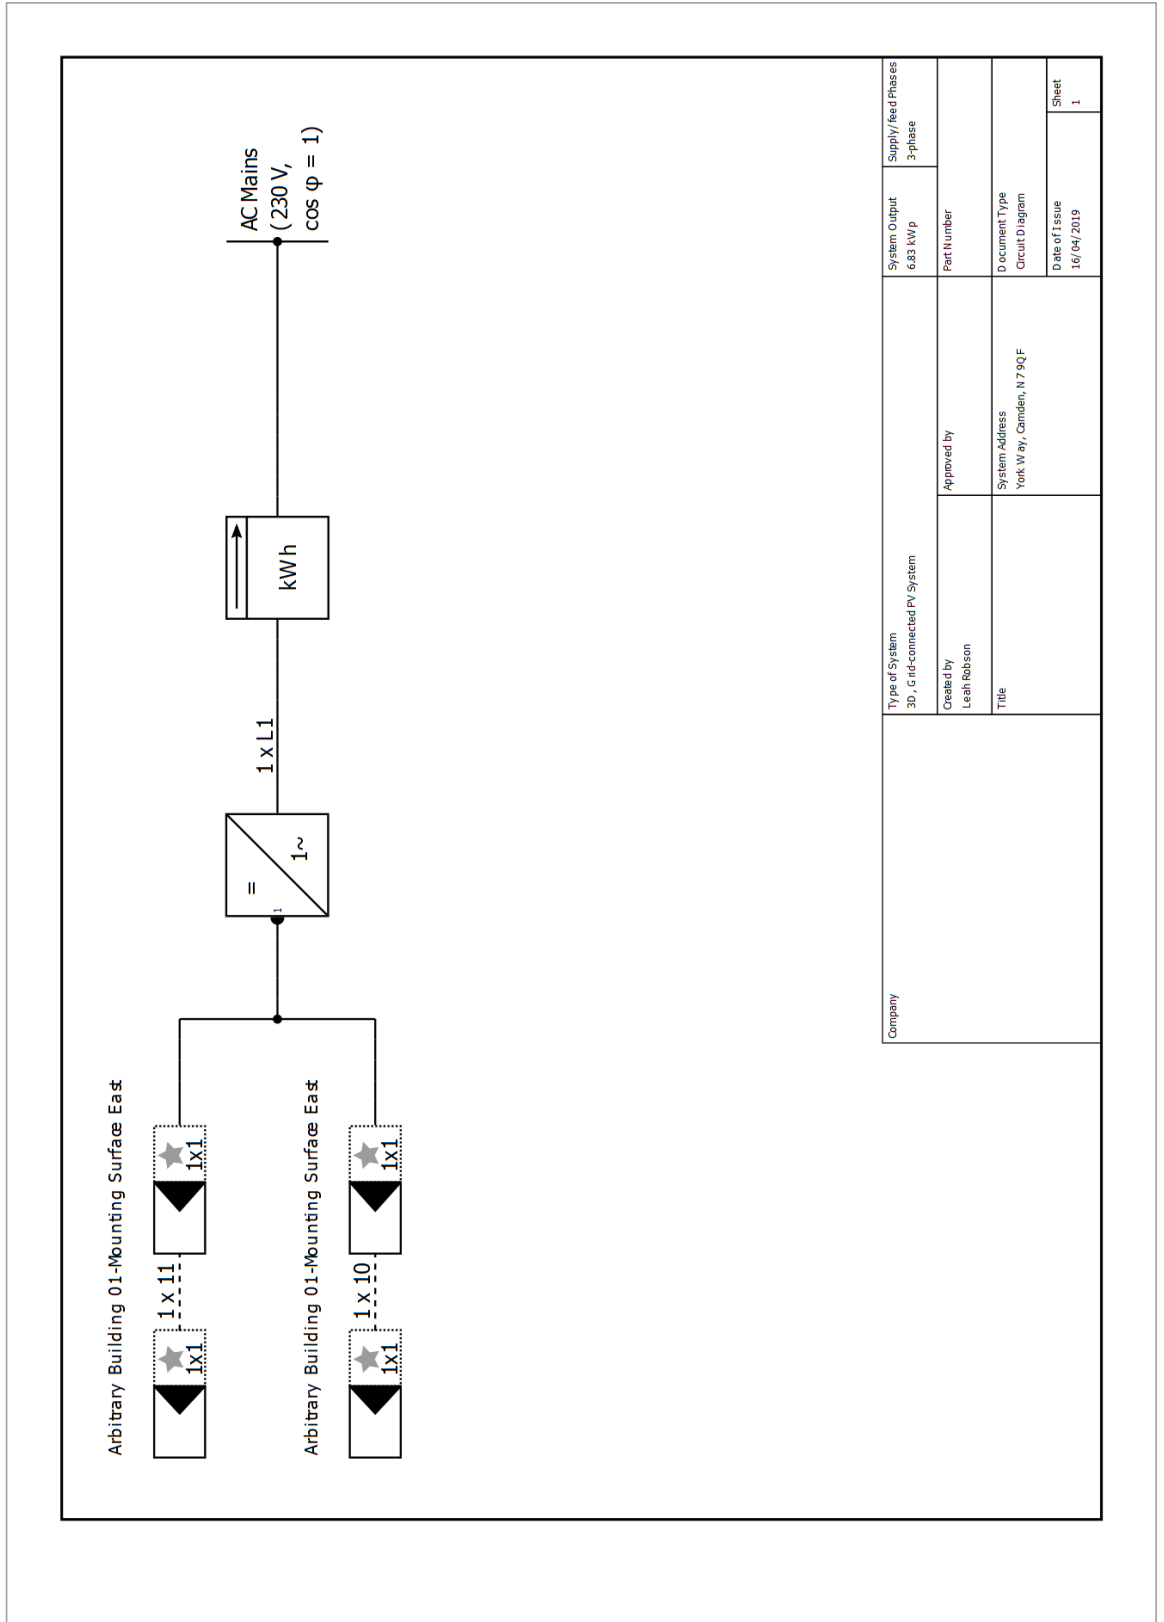 Arbitrary Building 01-Mounting Surface East
1x1
1 x 11
1x1
Arbitrary Building 01-Mounting Surface East
1x1
1 x 10
1x1
=
1
1~
1 x L1
kWh
AC Mains
(230 V,
cos φ = 1)
Company
Type of System
3D, Grid-connected PV System
System Output
6.83 kWp
Supply/feed Phases
3-phase
Created by
Leah Robson
Approved by
Part Number
Title
System Address
York Way, Camden, N7 9QF
Document Type
Circuit Diagram
Date of Issue
16/04/2019
Sheet
1